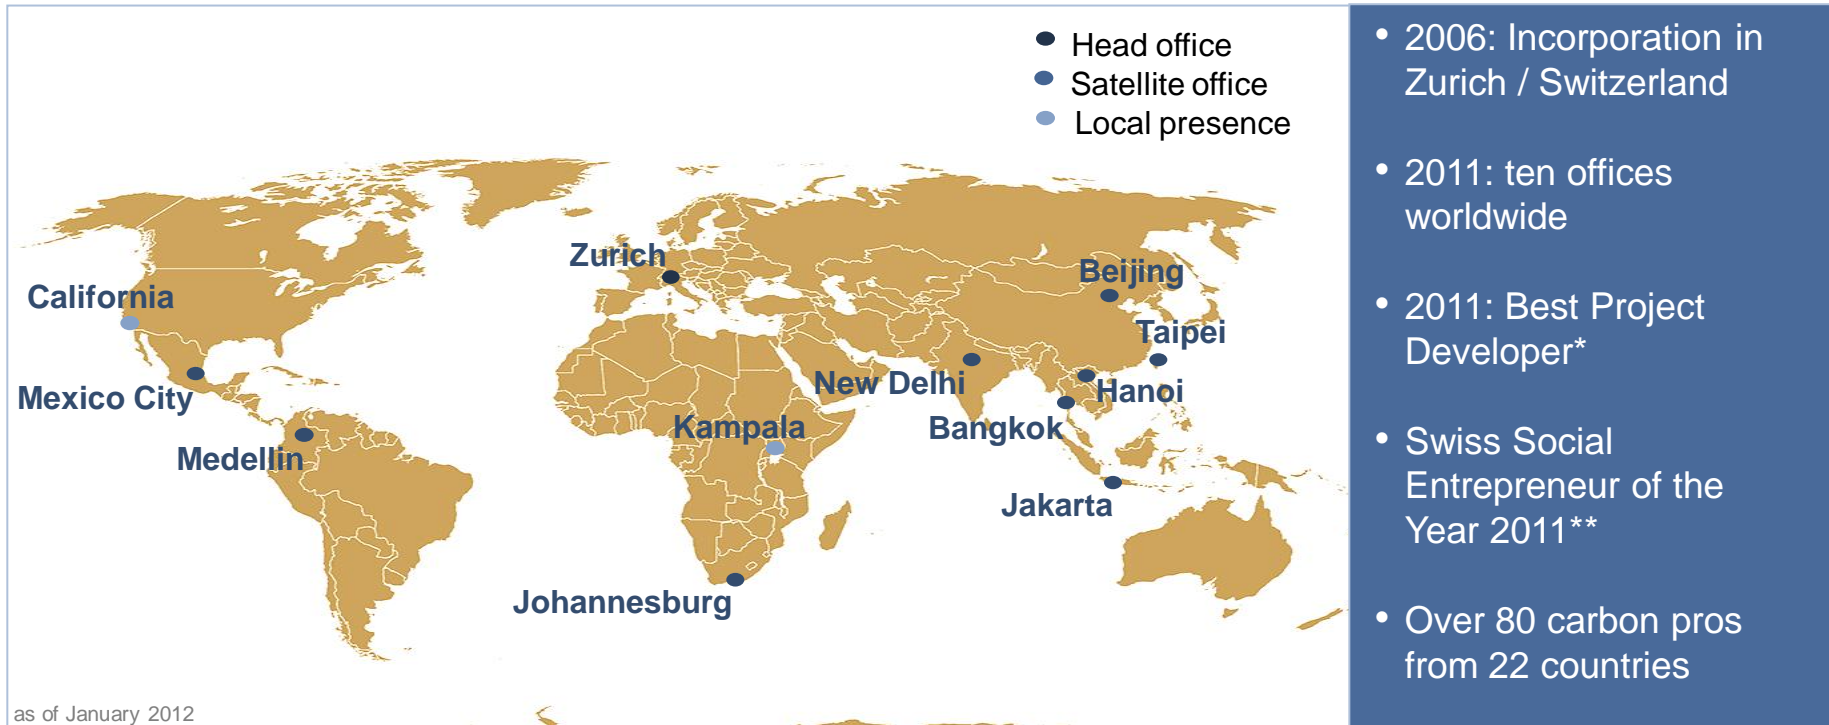 Head office
Satellite office
Local presence
Zurich
Beijing
California
Taipei
New Delhi
Hanoi
Mexico City
Kampala
Bangkok
Medellin
Jakarta
Johannesburg
as of January 2012
• 2006: Incorporation in
Zurich / Switzerland
• 2011: ten offices
worldwide
• 2011: Best Project
Developer*
• Swiss Social
Entrepreneur of the
Year 2011**
• Over 80 carbon pros
from 22 countries